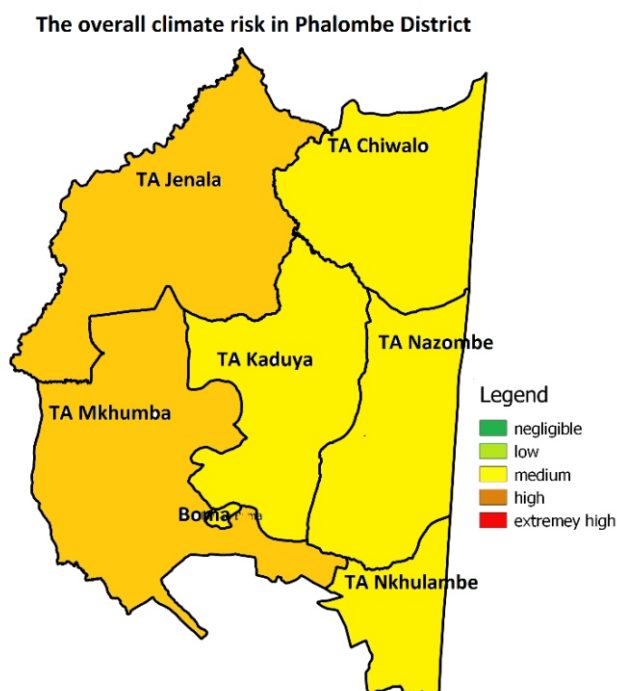 The overall climate risk in Phalombe District
TA Chiwalo
TA Jenala
TA Nazombe
TA Kaduya
TA Mkhumba
Boma
TA Nkhulambe
Legend
negligible
low
medium
high
extremey high